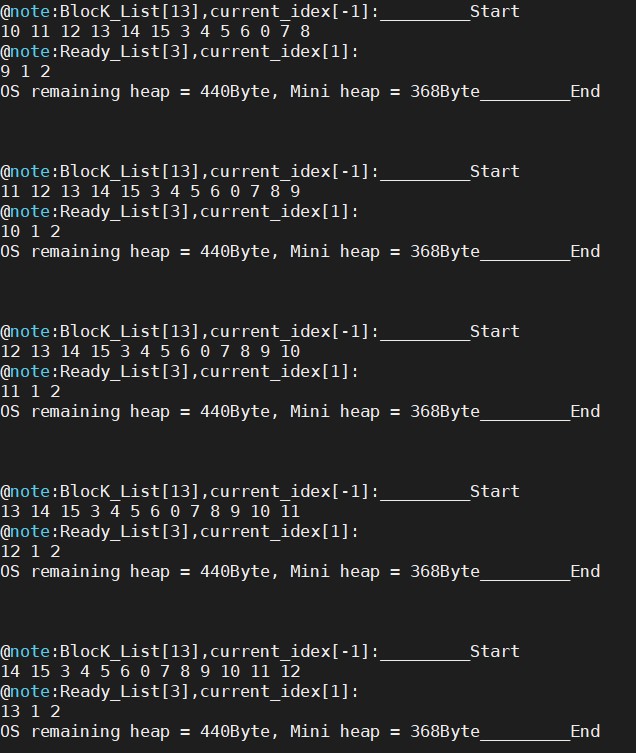 @note:BlocK_List[13],current_idex[-1]:_________Start
10 11 12 13 14 15 3 4 5 6 0 7 8
@note:Ready_List[3],current_idex[1]:
9 1 2
OS remaining heap = 440Byte, Mini heap = 368Byte_________End
@note:BlocK_List[13],current_idex[-1]:_________Start
11 12 13 14 15 3 4 5 6 0 7 8 9
@note:Ready_List[3],current_idex[1]:
10 1 2
OS remaining heap = 440Byte, Mini heap = 368Byte_________End
@note:BlocK_List[13],current_idex[-1]:_________Start
12 13 14 15 3 4 5 6 0 7 8 9 10
@note:Ready_List[3],current_idex[1]:
11 1 2
OS remaining heap = 440Byte, Mini heap = 368Byte_________End
@note:BlocK_List[13],current_idex[-1]:_________Start
13 14 15 3 4 5 6 0 7 8 9 10 11
@note:Ready_List[3],current_idex[1]:
12 1 2
OS remaining heap = 440Byte, Mini heap = 368Byte_________End
@note:BlocK_List[13],current_idex[-1]:_________Start
14 15 3 4 5 6 0 7 8 9 10 11 12
@note:Ready_List[3],current_idex[1]:
13 1 2
OS remaining heap = 440Byte, Mini heap = 368Byte_________End